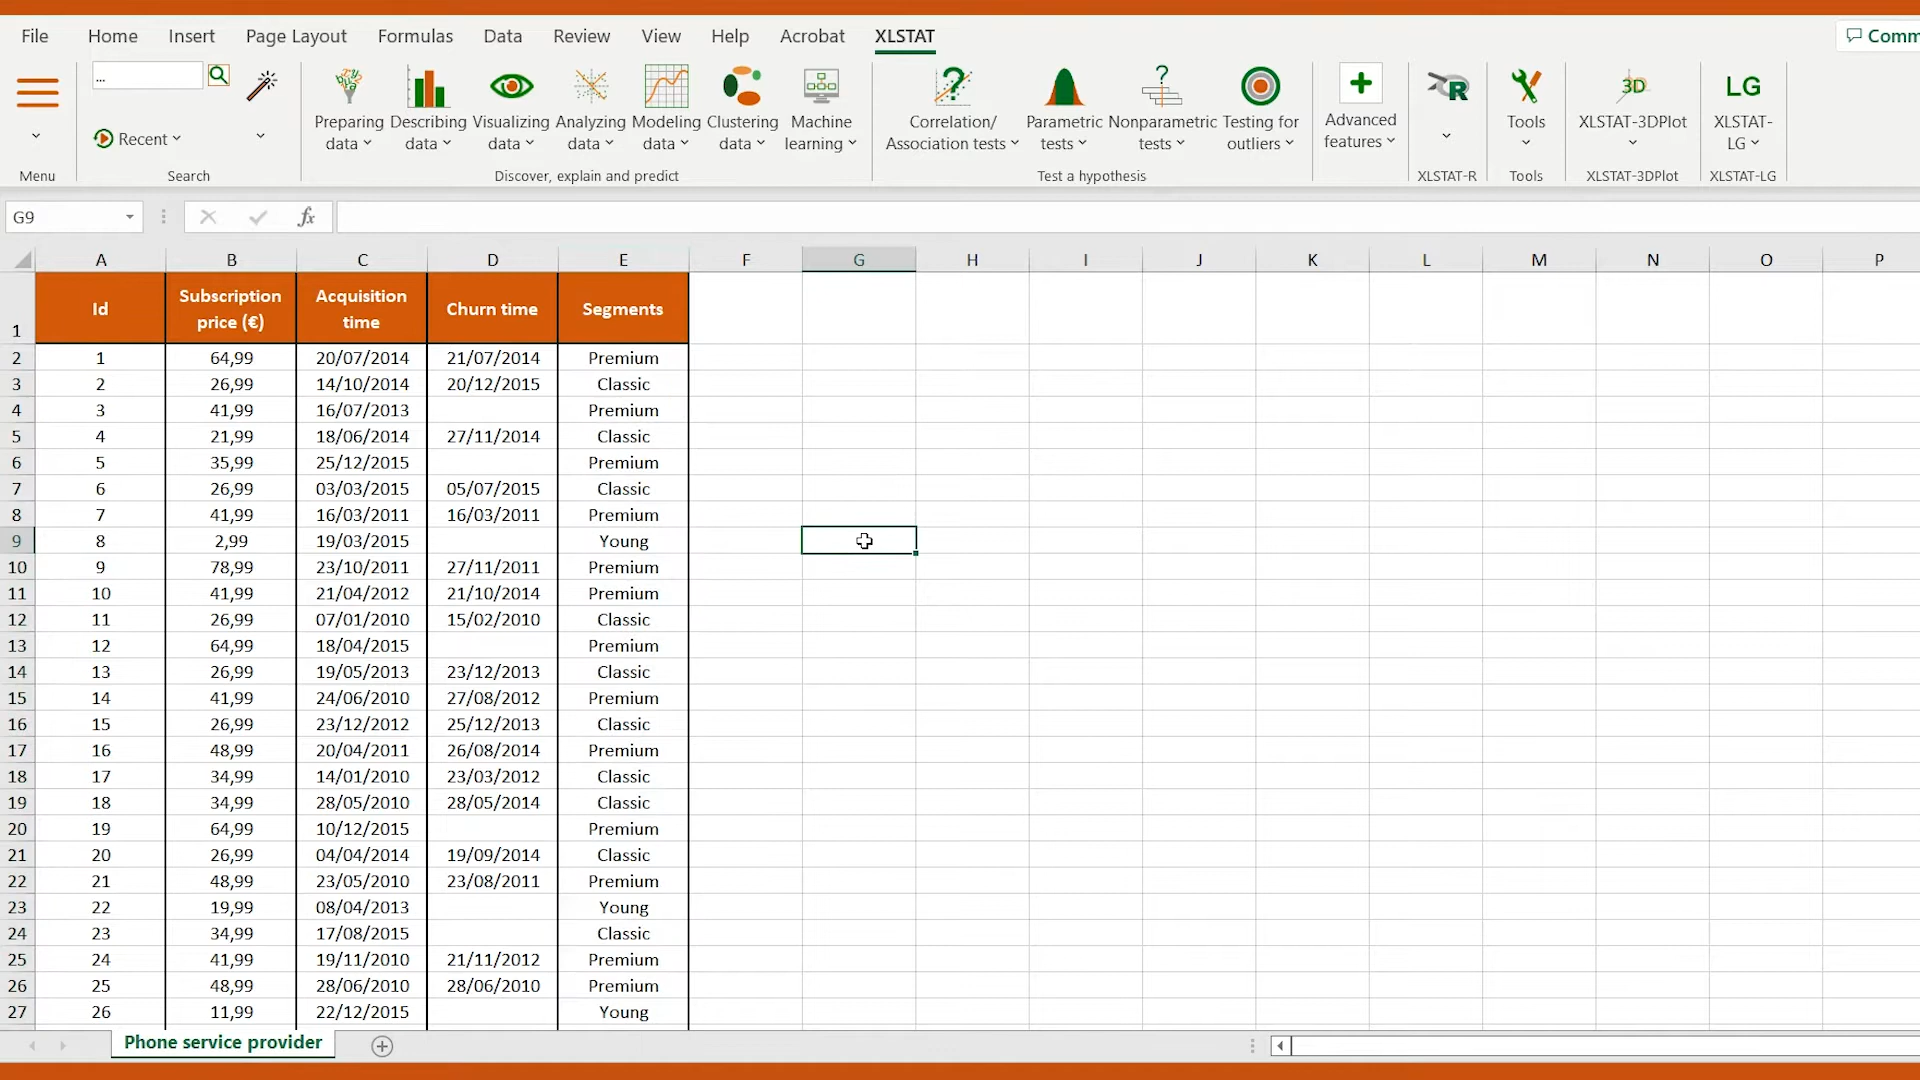 File Home Insert Page Layout Formulas Data Review View Help Acrobat XLSTAT Comm
...
Recent
Preparing data
Describing data
Visualizing data
Analyzing data
Modeling data
Clustering data
Machine learning
Correlation/ Association tests
Parametric tests
Nonparametric tests
Testing for outliers
Advanced features
R
Tools
3D
XLSTAT-3DPlot
LG
XLSTAT-LG
Menu Search Discover, explain and predict Test a hypothesis XLSTAT-R Tools XLSTAT-3DPlot XLSTAT-LG
G9 fx
A B C D E F G H I J K L M N O P
1 Id Subscription price (€) Acquisition time Churn time Segments
2 1 64,99 20/07/2014 21/07/2014 Premium
3 2 26,99 14/10/2014 20/12/2015 Classic
4 3 41,99 16/07/2013 Premium
5 4 21,99 18/06/2014 27/11/2014 Classic
6 5 35,99 25/12/2015 Premium
7 6 26,99 03/03/2015 05/07/2015 Classic
8 7 41,99 16/03/2011 16/03/2011 Premium
9 8 2,99 19/03/2015 Young
10 9 78,99 23/10/2011 27/11/2011 Premium
11 10 41,99 21/04/2012 21/10/2014 Premium
12 11 26,99 07/01/2010 15/02/2010 Classic
13 12 64,99 18/04/2015 Premium
14 13 26,99 19/05/2013 23/12/2013 Classic
15 14 41,99 24/06/2010 27/08/2012 Premium
16 15 26,99 23/12/2012 25/12/2013 Classic
17 16 48,99 20/04/2011 26/08/2014 Premium
18 17 34,99 14/01/2010 23/03/2012 Classic
19 18 34,99 28/05/2010 28/05/2014 Classic
20 19 64,99 10/12/2015 Premium
21 20 26,99 04/04/2014 19/09/2014 Classic
22 21 48,99 23/05/2010 23/08/2011 Premium
23 22 19,99 08/04/2013 Young
24 23 34,99 17/08/2015 Classic
25 24 41,99 19/11/2010 21/11/2012 Premium
26 25 48,99 28/06/2010 28/06/2010 Premium
27 26 11,99 22/12/2015 Young
Phone service provider